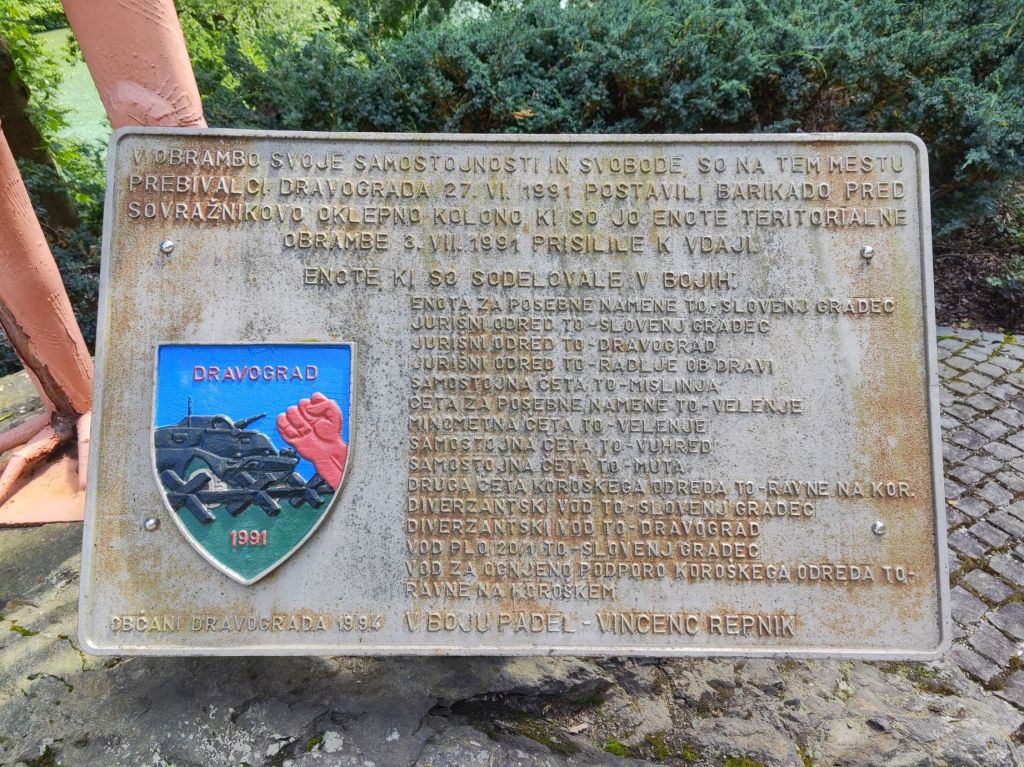 V OBRAMBO SVOJE SAMOSTOJNOSTI IN SVOBODE, SO NA TEM MESTU
PREBIVALCI DRAVOGRADA 27. VI. 1991 POSTAVILI BARIKADO PRED
SOVRAŽNIKOVO OKLEPNO KOLONO, KI SO JO ENOTE TERITORIALNE
OBRAMBE 3. VII. 1991 PRISILILE K VDAJI.
ENOTE, KI SO SODELOVALE V BOJIH:
ENOTA ZA POSEBNE NAMENE TO-SLOVENJ GRADEC
JURIŠNI ODRED TO-SLOVENJ GRADEC
JURIŠNI ODRED TO-DRAVOGRAD
JURIŠNI ODRED TO-RADLJE OB DRAVI
SAMOSTOJNA ČETA TO-MISLINJA
ČETA ZA POSEBNE NAMENE TO-VELENJE
MINOMETNA ČETA TO-VELENJE
SAMOSTOJNA ČETA TO-VUHRED
SAMOSTOJNA ČETA TO-MUTA
DRUGA ČETA KOROŠKEGA ODREDA TO-RAVNE NA KOR.
DIVERZANTSKI VOD TO-SLOVENJ GRADEC
DIVERZANTSKI VOD TO-DRAVOGRAD
VOD PLO 20/1 TO-SLOVENJ GRADEC
VOD ZA OGNJENO PODPORO KOROŠKEGA ODREDA TO-
RAVNE NA KOROŠKEM
DRAVOGRAD
1991
OBČANI DRAVOGRADA 1994
V BOJU PADEL - VINCENC REPNIK